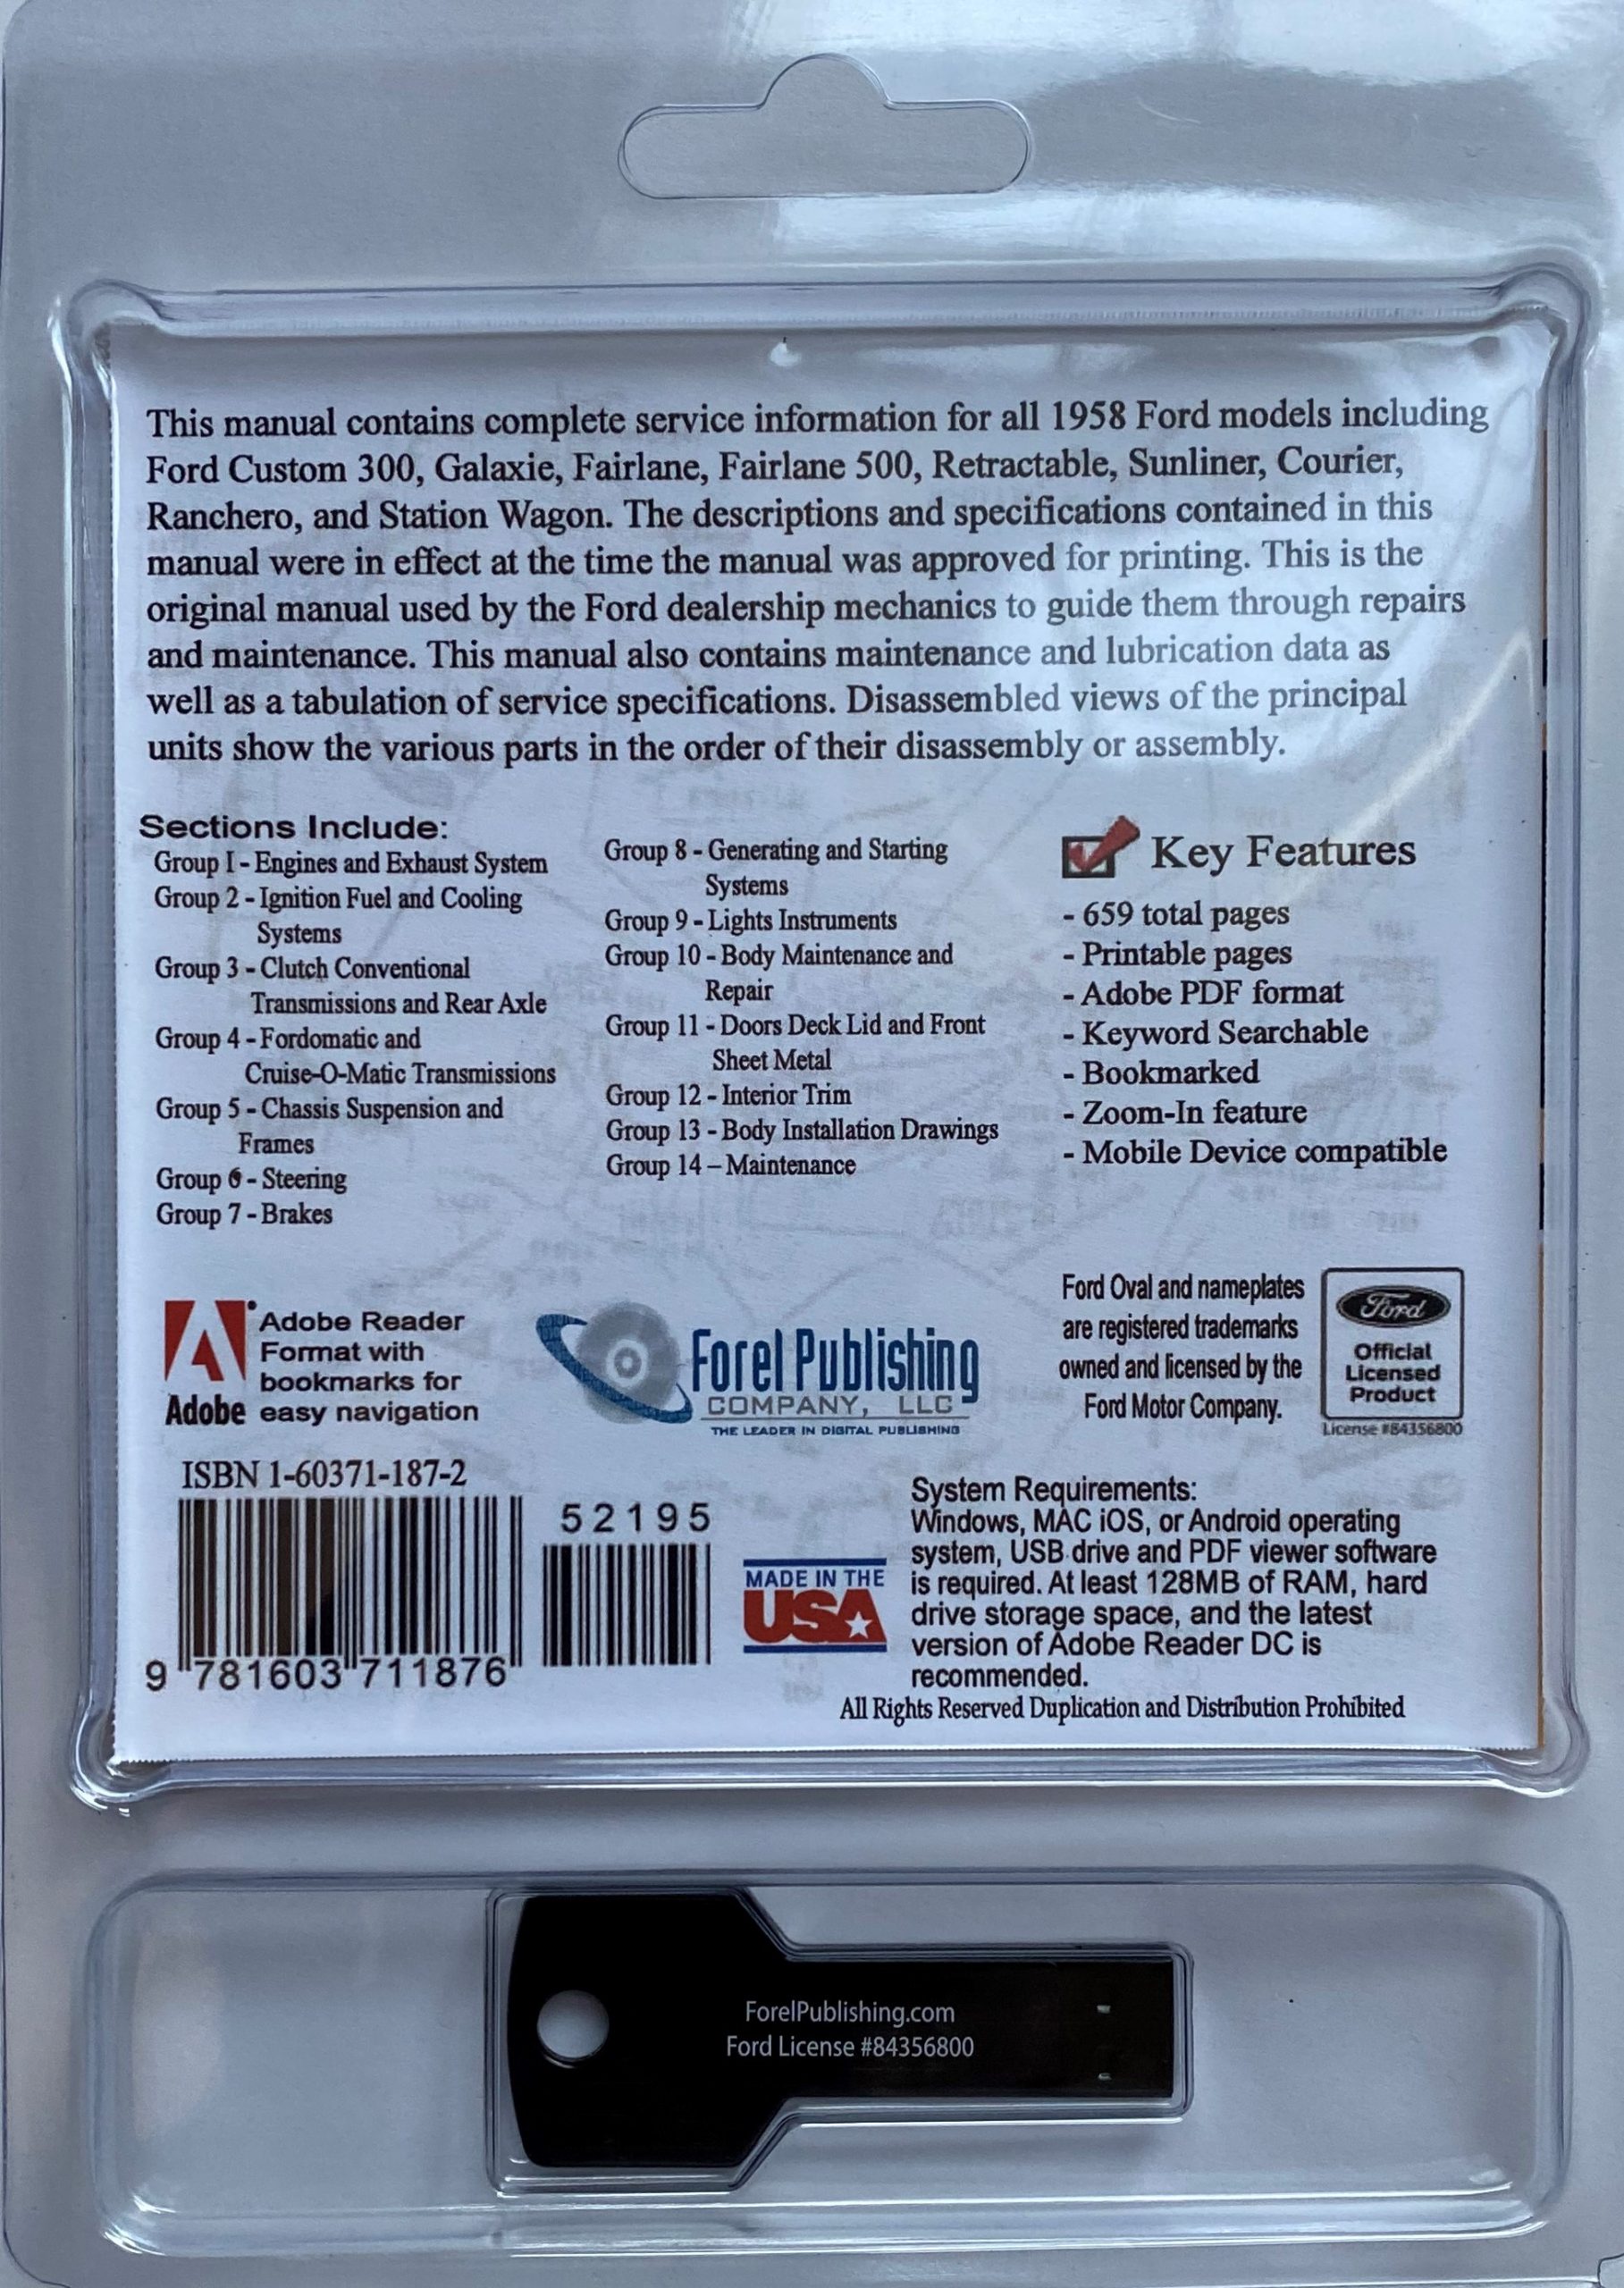 This manual contains complete service information for all 1958 Ford models including
Ford Custom 300, Galaxie, Fairlane, Fairlane 500, Retractable, Sunliner, Courier,
Ranchero, and Station Wagon. The descriptions and specifications contained in this
manual were in effect at the time the manual was approved for printing. This is the
original manual used by the Ford dealership mechanics to guide them through repairs
and maintenance. This manual also contains maintenance and lubrication data as
well as a tabulation of service specifications. Disassembled views of the principal
units show the various parts in the order of their disassembly or assembly.
Sections Include:
Group I - Engines and Exhaust System
Group 2 - Ignition Fuel and Cooling
Systems
Group 3 - Clutch Conventional
Transmissions and Rear Axle
Group 4 - Fordomatic and
Cruise-O-Matic Transmissions
Group 5 - Chassis Suspension and
Frames
Group 6 - Steering
Group 7 - Brakes
Group 8 - Generating and Starting
Systems
Group 9 - Lights Instruments
Group 10 - Body Maintenance and
Repair
Group 11 - Doors Deck Lid and Front
Sheet Metal
Group 12 - Interior Trim
Group 13 - Body Installation Drawings
Group 14 – Maintenance
Key Features
- 659 total pages
- Printable pages
- Adobe PDF format
- Keyword Searchable
- Bookmarked
- Zoom-In feature
- Mobile Device compatible
Adobe
Adobe Reader
Format with
bookmarks for
easy navigation
Forel Publishing
COMPANY, LLC
THE LEADER IN DIGITAL PUBLISHING
Ford Oval and nameplates
are registered trademarks
owned and licensed by the
Ford Motor Company.
Ford
Official
Licensed
Product
License #84356800
ISBN 1-60371-187-2
52195
9 781603 711876
MADE IN THE
USA
System Requirements:
Windows, MAC iOS, or Android operating
system, USB drive and PDF viewer software
is required. At least 128MB of RAM, hard
drive storage space, and the latest
version of Adobe Reader DC is
recommended.
All Rights Reserved Duplication and Distribution Prohibited
ForelPublishing.com
Ford License #84356800